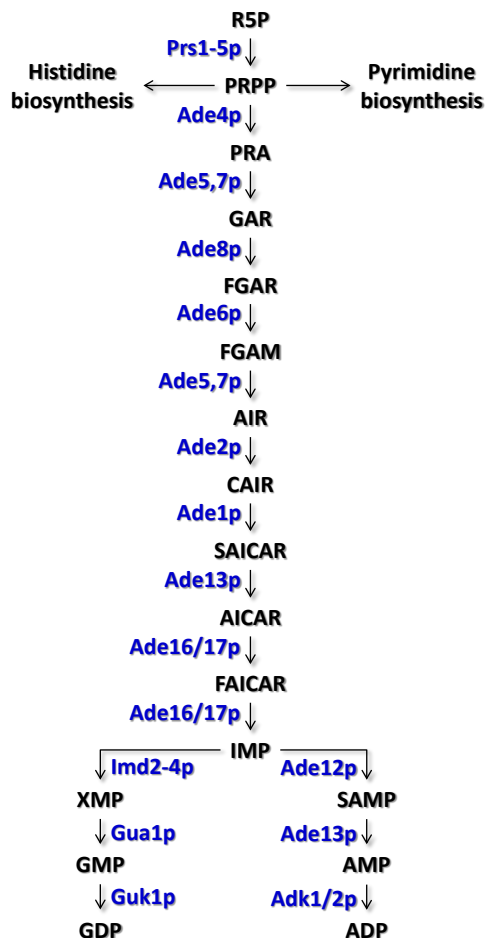 R5P
Prs1-5p
Histidine
biosynthesis
PRPP
Pyrimidine
biosynthesis
Ade4p
PRA
Ade5,7p
GAR
Ade8p
FGAR
Ade6p
FGAM
Ade5,7p
AIR
Ade2p
CAIR
Ade1p
SAICAR
Ade13p
AICAR
Ade16/17p
FAICAR
Ade16/17p
IMP
Imd2-4p
Ade12p
XMP
SAMP
Gua1p
Ade13p
GMP
AMP
Guk1p
Adk1/2p
GDP
ADP